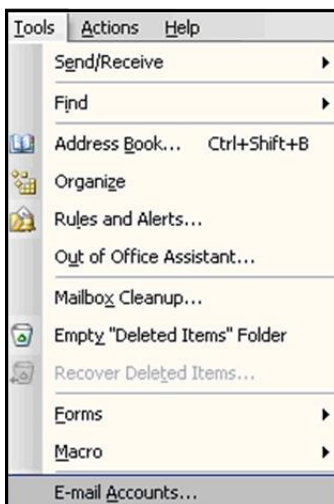 Tools Actions Help
Send/Receive
Find
Address Book... Ctrl+Shift+B
Organize
Rules and Alerts...
Out of Office Assistant...
Mailbox Cleanup...
Empty "Deleted Items" Folder
Recover Deleted Items...
Forms
Macro
E-mail Accounts...